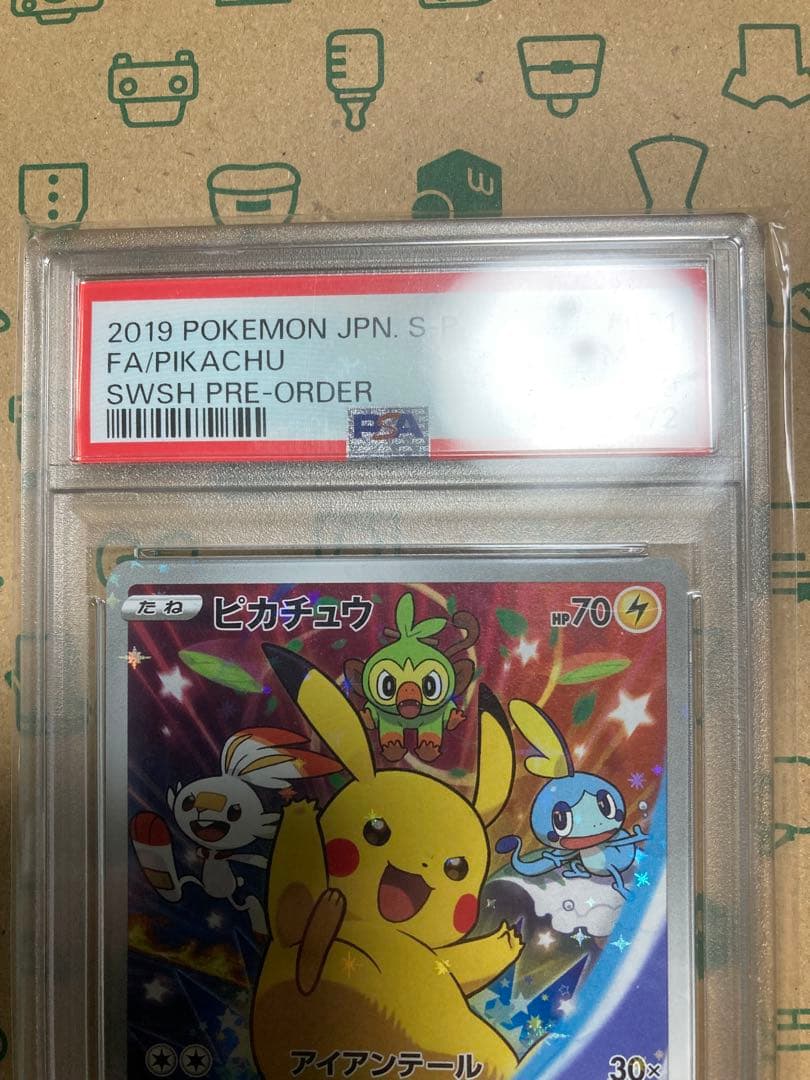 W
2019 POKEMON JPN. S-P
FA/PIKACHU
SWSH PRE-ORDER
PSA
たね ピカチュウ HP70
アイアンテール 30×